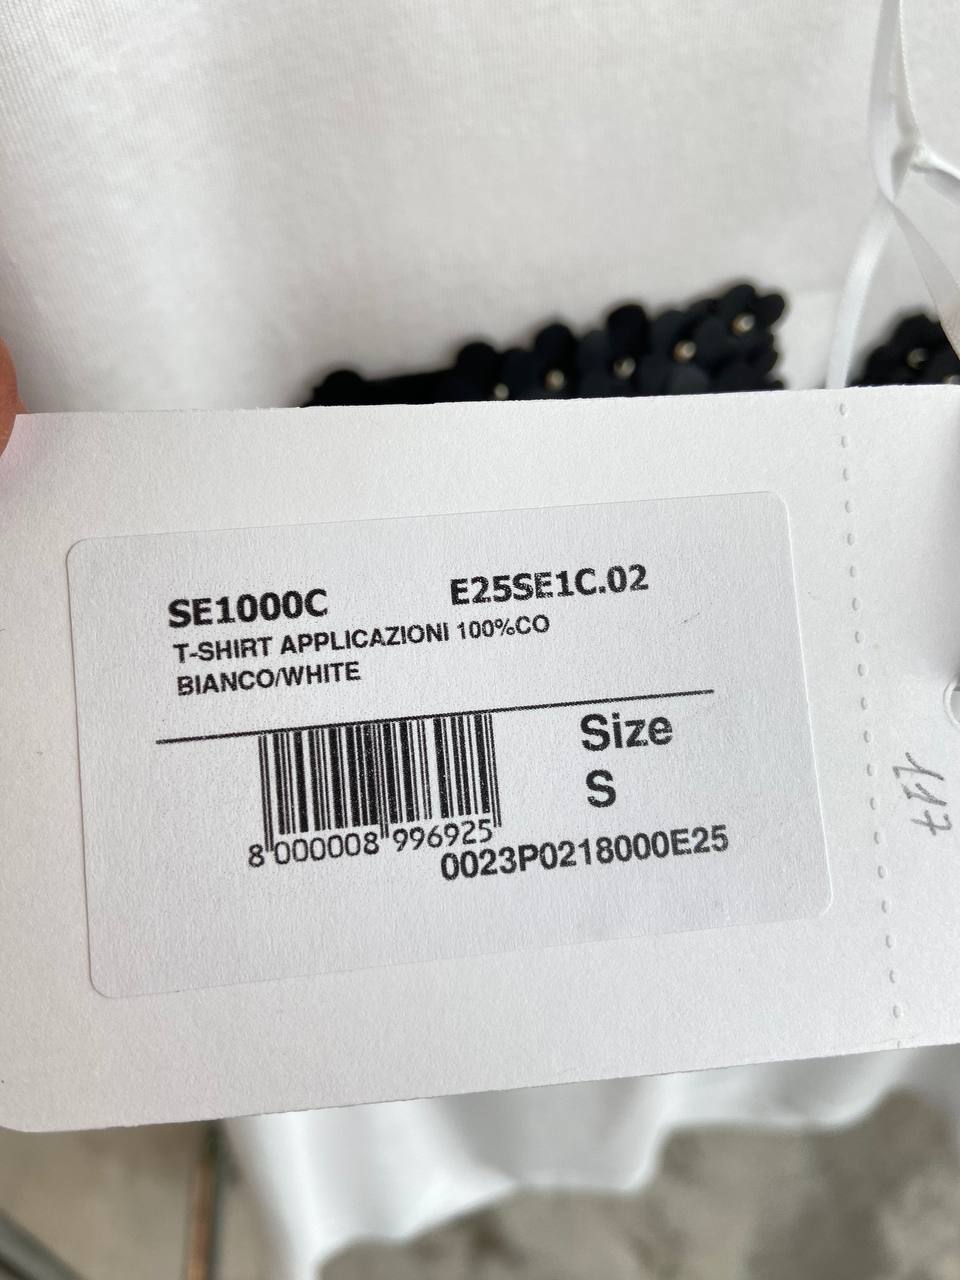 SE1000C E25SE1C.02
T-SHIRT APPLICAZIONI 100%CO
BIANCO/WHITE
Size
S
8 000008 996925
0023P0218000E25